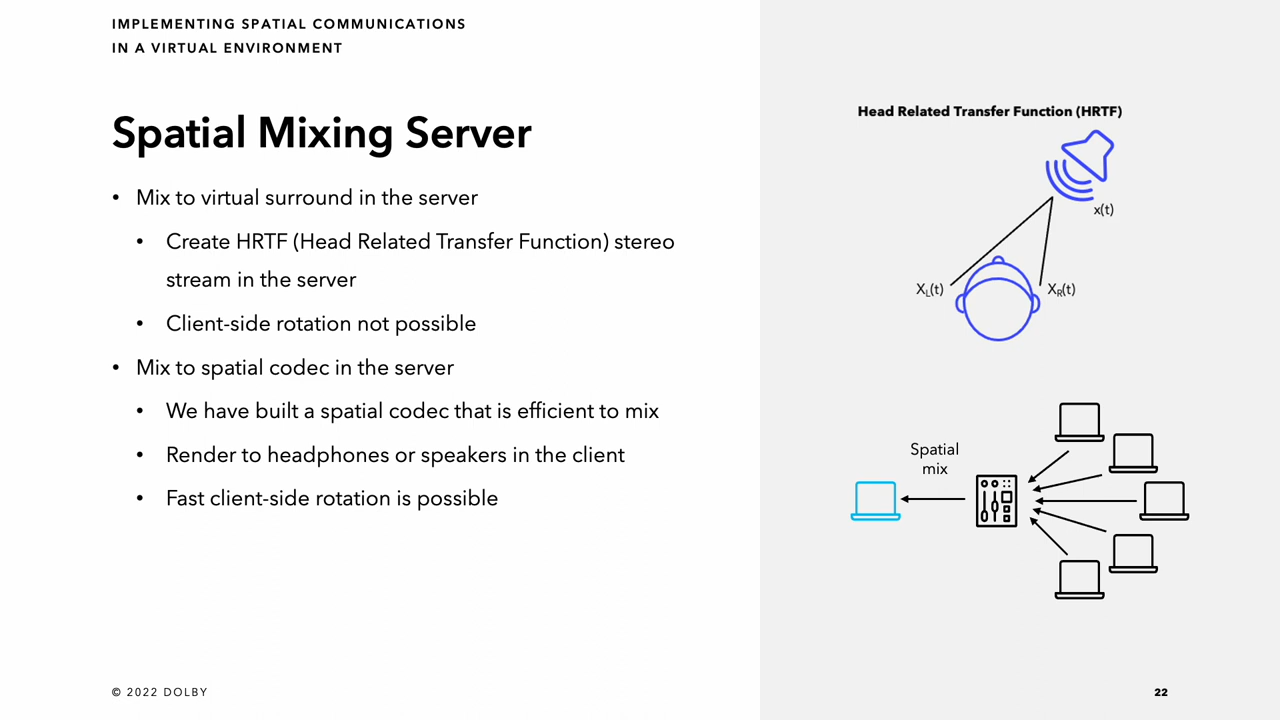 IMPLEMENTING SPATIAL COMMUNICATIONS
IN A VIRTUAL ENVIRONMENT
Spatial Mixing Server
• Mix to virtual surround in the server
• Create HRTF (Head Related Transfer Function) stereo
stream in the server
• Client-side rotation not possible
• Mix to spatial codec in the server
• We have built a spatial codec that is efficient to mix
• Render to headphones or speakers in the client
• Fast client-side rotation is possible
Head Related Transfer Function (HRTF)
x(t)
XL(t)
XR(t)
Spatial
mix
© 2022 DOLBY
22